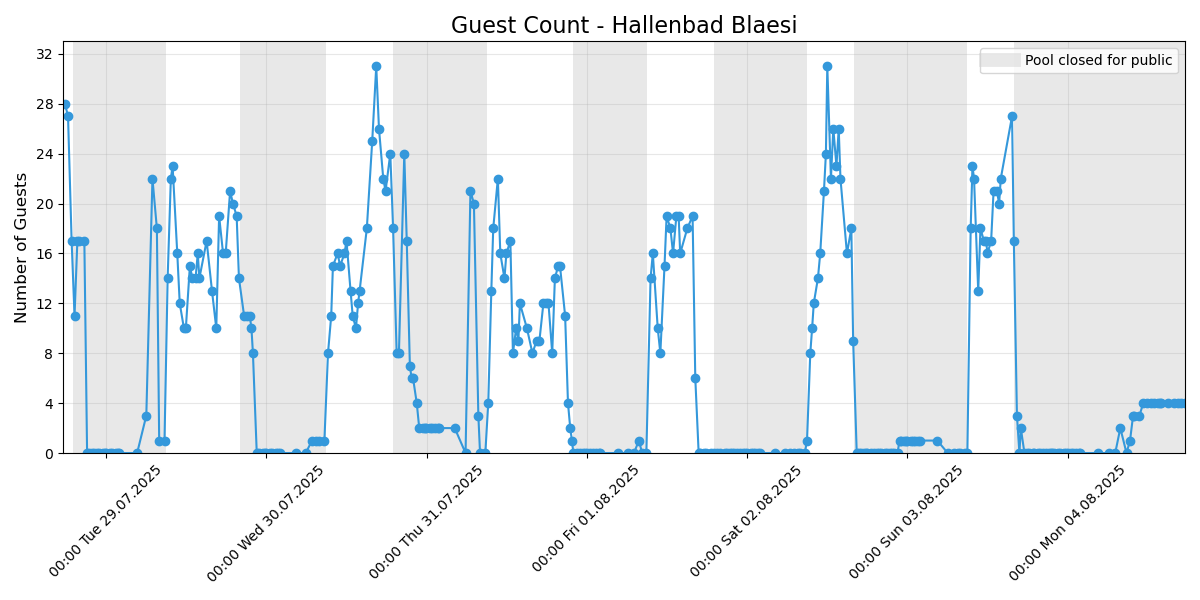 Guest Count - Hallenbad Blaesi
Pool closed for public
Number of Guests
32
28
24
20
16
12
8
4
0
00:00 Tue 29.07.2025
00:00 Wed 30.07.2025
00:00 Thu 31.07.2025
00:00 Fri 01.08.2025
00:00 Sat 02.08.2025
00:00 Sun 03.08.2025
00:00 Mon 04.08.2025